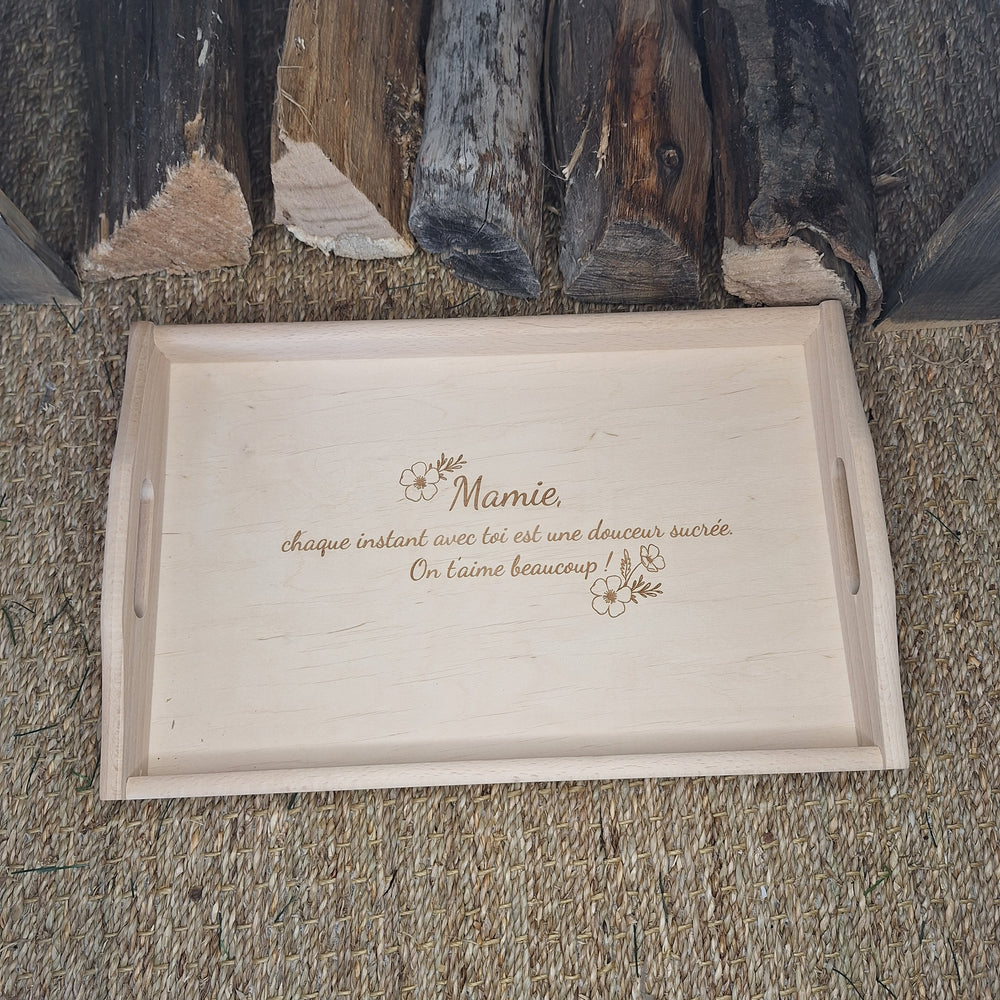 Mamie,
chaque instant avec toi est une douceur sucrée.
On t'aime beaucoup !